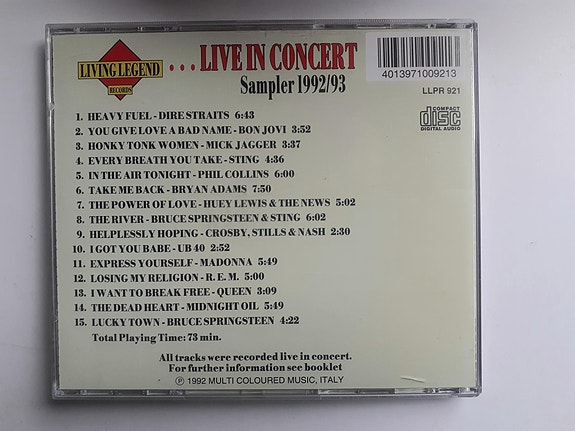 LIVING LEGEND
RECORDS
...LIVE IN CONCERT
Sampler 1992/93
4013971009213
LLPR 921
COMPACT
disc
DIGITAL AUDIO
1. HEAVY FUEL - DIRE STRAITS 6:43
2. YOU GIVE LOVE A BAD NAME - BON JOVI 3:52
3. HONKY TONK WOMEN - MICK JAGGER 3:37
4. EVERY BREATH YOU TAKE - STING 4:36
5. IN THE AIR TONIGHT - PHIL COLLINS 6:00
6. TAKE ME BACK - BRYAN ADAMS 7:50
7. THE POWER OF LOVE - HUEY LEWIS & THE NEWS 5:02
8. THE RIVER - BRUCE SPRINGSTEEN & STING 6:02
9. HELPLESSLY HOPING - CROSBY, STILLS & NASH 2:30
10. I GOT YOU BABE - UB 40 2:52
11. EXPRESS YOURSELF - MADONNA 5:49
12. LOSING MY RELIGION - R. E. M. 5:00
13. I WANT TO BREAK FREE - QUEEN 3:09
14. THE DEAD HEART - MIDNIGHT OIL 5:49
15. LUCKY TOWN - BRUCE SPRINGSTEEN 4:22
Total Playing Time: 73 min.
All tracks were recorded live in concert.
For further information see booklet
Ⓟ 1992 MULTI COLOURED MUSIC, ITALY